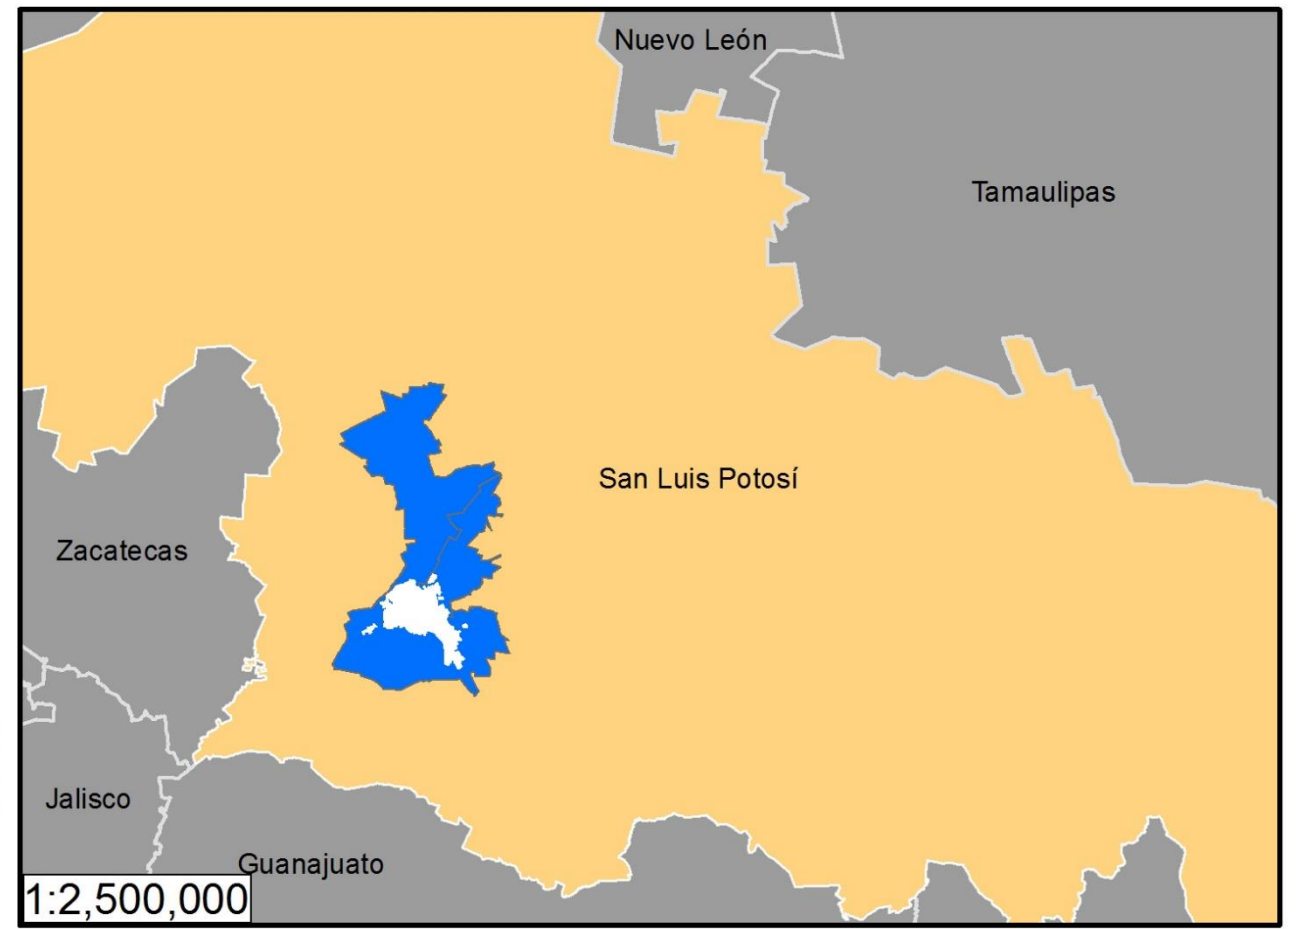 Nuevo León
Tamaulipas
San Luis Potosí
Zacatecas
Jalisco
Guanajuato
1:2,500,000